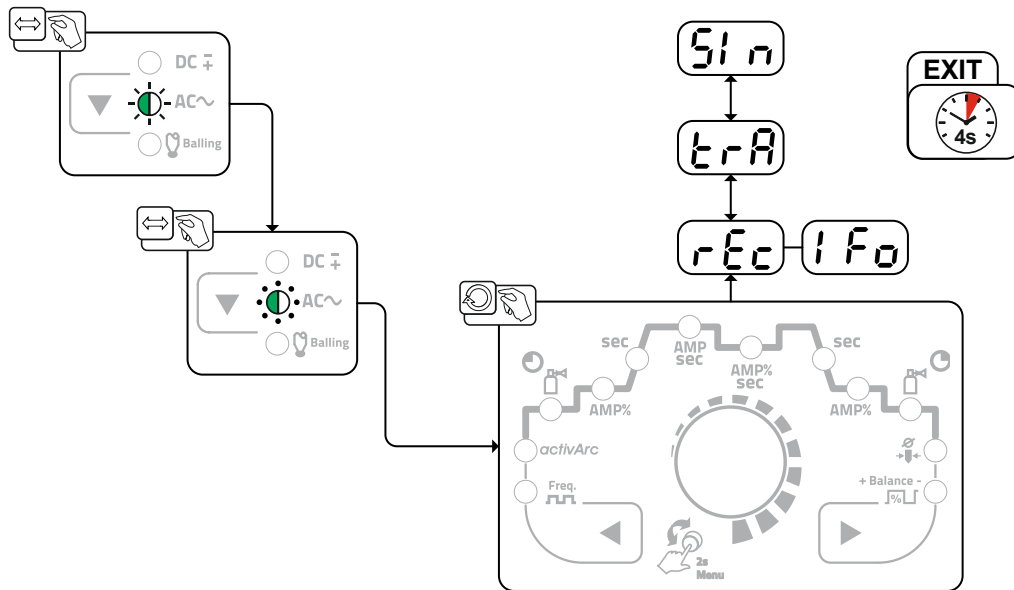 DC
AC
Balling
DC
AC
Balling
SIn
trA
rEc
IFo
EXIT
4s
sec
AMP
sec
AMP%
sec
sec
AMP%
AMP%
activArc
Freq.
+ Balance -
%
2s
Menu